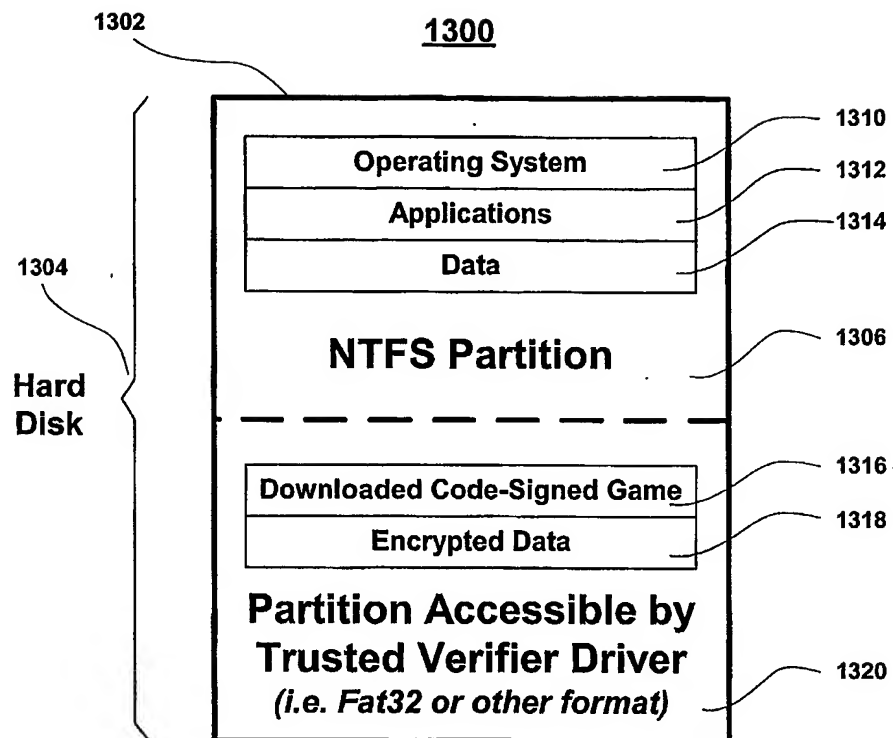 1300
1302
1310
Operating System
1312
Applications
1314
Data
1304
1306
NTFS Partition
Hard
Disk
1316
Downloaded Code-Signed Game
1318
Encrypted Data
Partition Accessible by
Trusted Verifier Driver
1320
(i.e. Fat32 or other format)